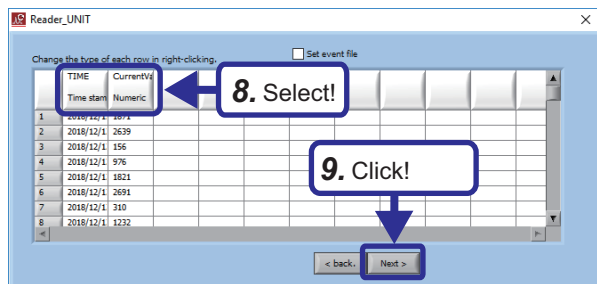 Reader_UNIT
Change the type of each row in right-clicking.
Set event file
TIME CurrentVa
Time stam Numeric
8. Select!
1 2018/12/1 1871
2 2018/12/1 2639
3 2018/12/1 156
4 2018/12/1 976
5 2018/12/1 1821
6 2018/12/1 2691
7 2018/12/1 310
8 2018/12/1 1232
9. Click!
< back. Next >